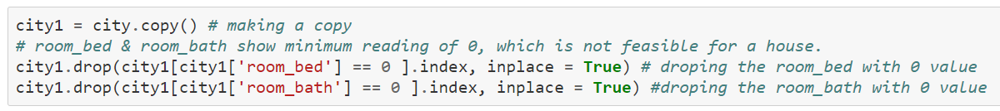 city1 = city.copy() # making a copy
# room_bed & room_bath show minimum reading of 0, which is not feasible for a house.
city1.drop(city1[city1['room_bed'] == 0 ].index, inplace = True) # droping the room_bed with 0 value
city1.drop(city1[city1['room_bath'] == 0 ].index, inplace = True) #droping the room_bath with 0 value